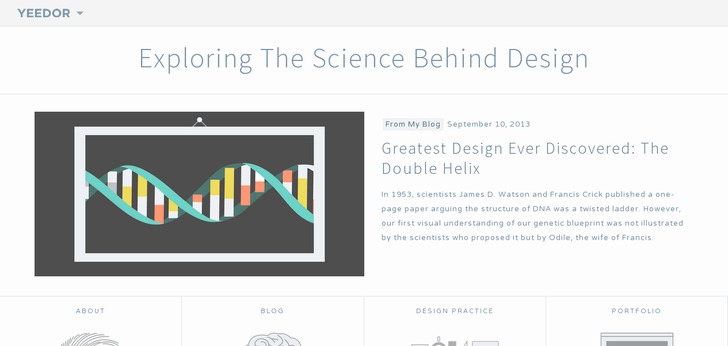 YEEDOR
Exploring The Science Behind Design
From My Blog September 10, 2013
Greatest Design Ever Discovered: The
Double Helix
In 1953, scientists James D. Watson and Francis Crick published a one-
page paper arguing the structure of DNA was a twisted ladder. However,
our first visual understanding of our genetic blueprint was not illustrated
by the scientists who proposed it but by Odile, the wife of Francis.
ABOUT
BLOG
DESIGN PRACTICE
PORTFOLIO